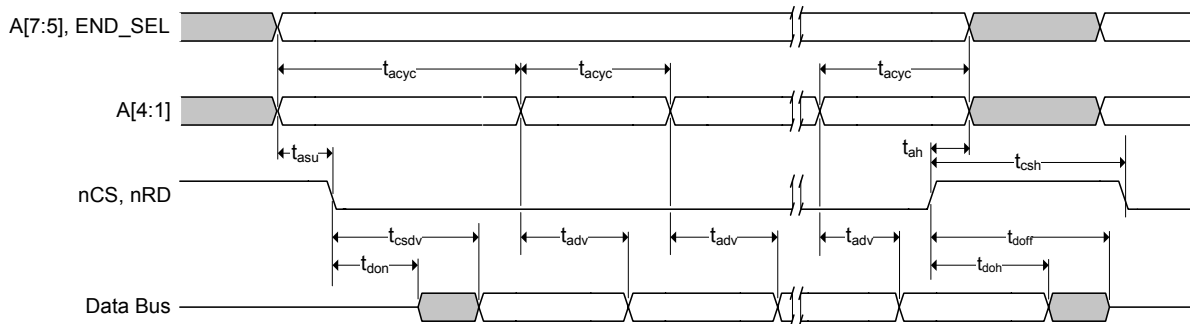 A[7:5], END_SEL
tacyc tacyc tacyc
A[4:1]
tasu tah
tcsh
nCS, nRD
tcsdv tadv tadv tadv tdoff
tdon tdoh
Data Bus